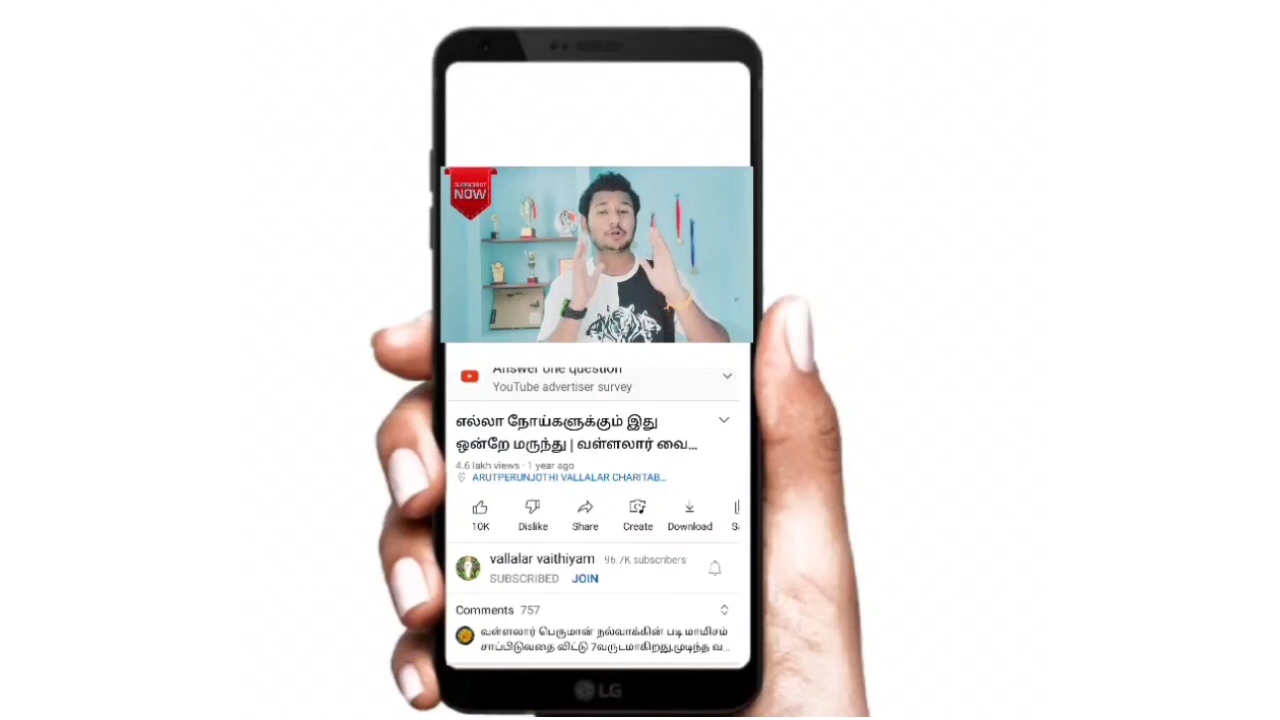 SUBSCRIBE
NOW
Answer one question
YouTube advertiser survey
எல்லா நோய்களுக்கும் இது
ஒன்றே மருந்து | வள்ளலார் வை...
4.6 lakh views · 1 year ago
ARUTPERUNJOTHI VALLALAR CHARITAB...
10K Dislike Share Create Download Sa
vallalar vaithiyam 96.7K subscribers
SUBSCRIBED JOIN
Comments 757
வள்ளலார் பெருமான் நல்வாக்கின் படி மாமிசம்
சாப்பிடுவதை விட்டு 7வருடமாகிறது,முடிந்த வ...
LG